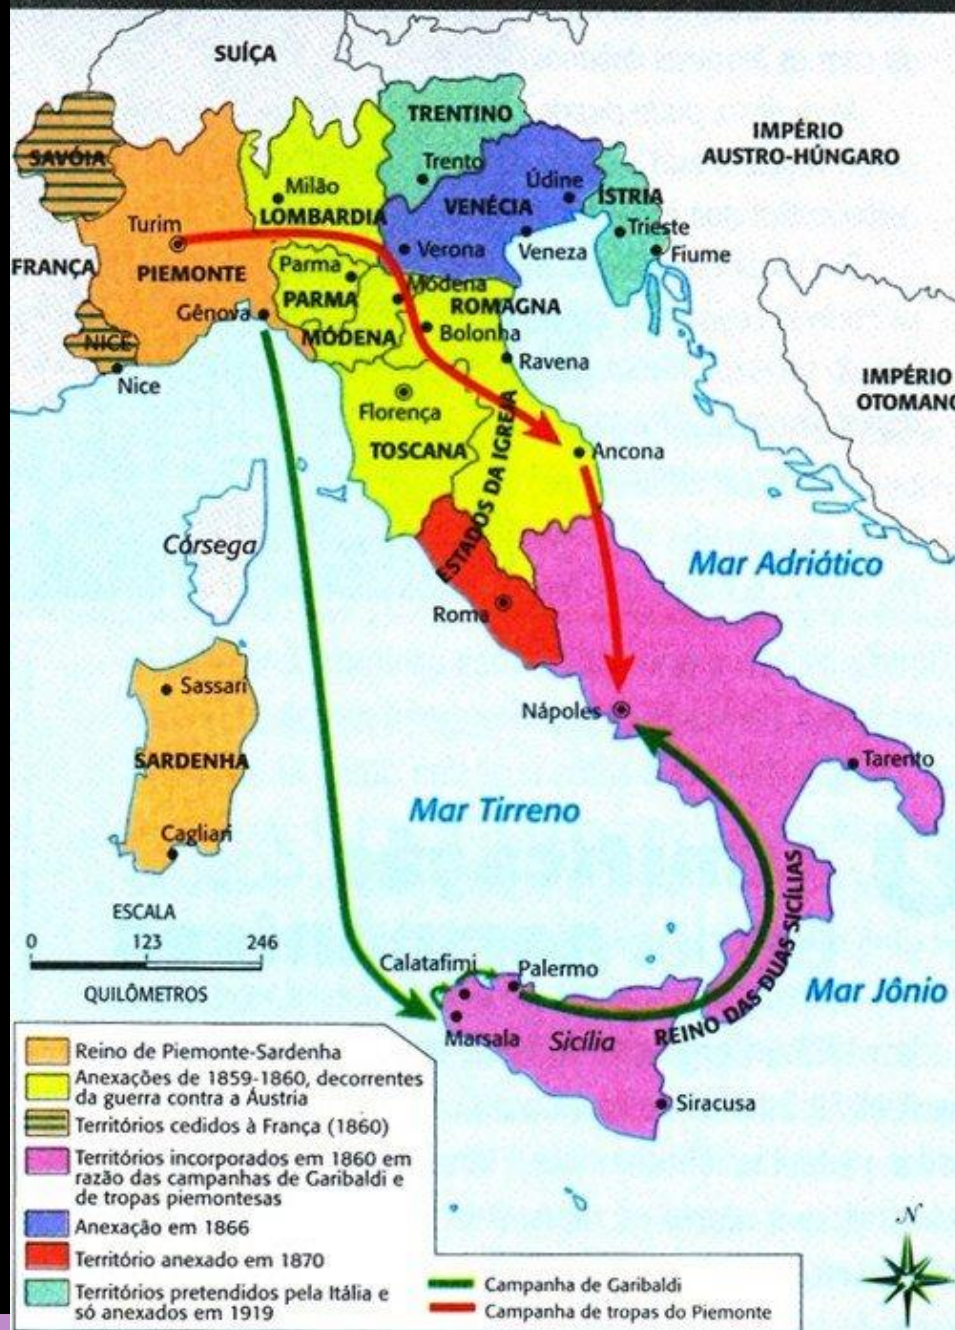 SUÍÇA
TRENTINO
IMPÉRIO
AUSTRO-HÚNGARO
SAVÓIA
Trento
Milão
Údine
ÍSTRIA
LOMBARDIA
VENÉCIA
Turim
Trieste
Verona
Veneza
Fiume
FRANÇA
PIEMONTE
Parma
Módena
PARMA
ROMAGNA
Gênova
MÓDENA
Bolonha
NICE
Ravena
Nice
IMPÉRIO
OTOMANO
Florença
TOSCANA
ESTADOS DA IGREJA
Ancona
Córsega
Mar Adriático
Roma
Sassari
Nápoles
SARDENHA
Tarento
Mar Tirreno
Cagliari
REINO DAS DUAS SICÍLIAS
ESCALA
0 123 246
QUILÔMETROS
Calatafimi
Palermo
Mar Jônio
Marsala
Sicília
Siracusa
Reino de Piemonte-Sardenha
Anexações de 1859-1860, decorrentes
da guerra contra a Áustria
Territórios cedidos à França (1860)
Territórios incorporados em 1860 em
razão das campanhas de Garibaldi e
de tropas piemontesas
Anexação em 1866
Território anexado em 1870
Territórios pretendidos pela Itália e
só anexados em 1919
Campanha de Garibaldi
Campanha de tropas do Piemonte
N